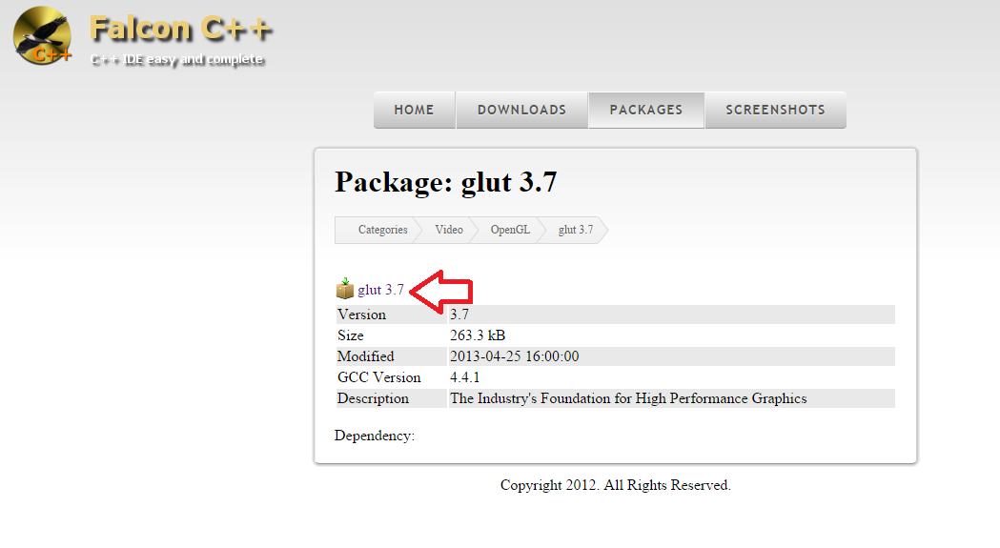 Falcon C++
C++
C++ IDE easy and complete
HOME
DOWNLOADS
PACKAGES
SCREENSHOTS
Package: glut 3.7
Categories
Video
OpenGL
glut 3.7
glut 3.7
Version 3.7
Size 263.3 kB
Modified 2013-04-25 16:00:00
GCC Version 4.4.1
Description The Industry's Foundation for High Performance Graphics
Dependency:
Copyright 2012. All Rights Reserved.